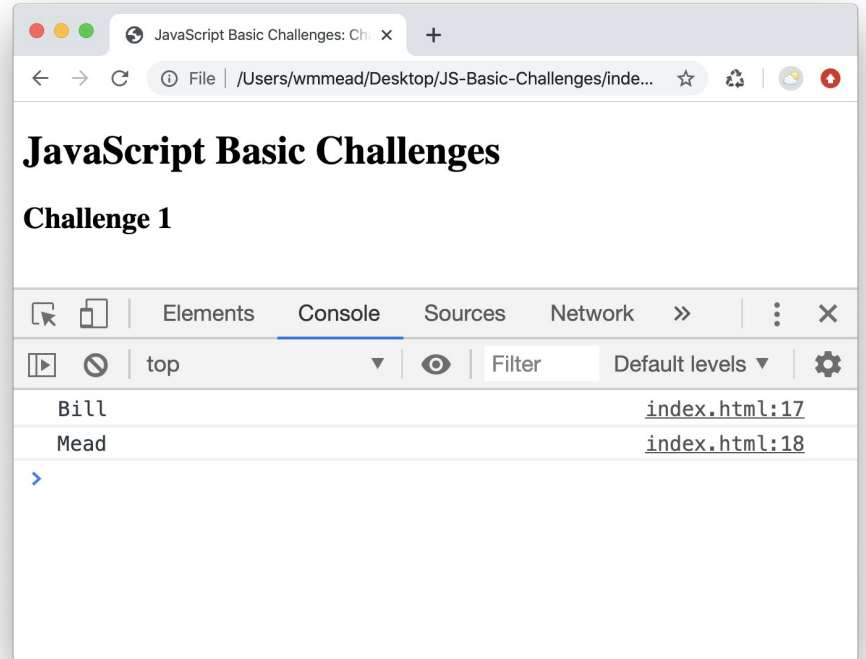 JavaScript Basic Challenges: Ch
File /Users/wmmead/Desktop/JS-Basic-Challenges/inde...
JavaScript Basic Challenges
Challenge 1
Elements Console Sources Network
top Filter Default levels
Bill index.html:17
Mead index.html:18